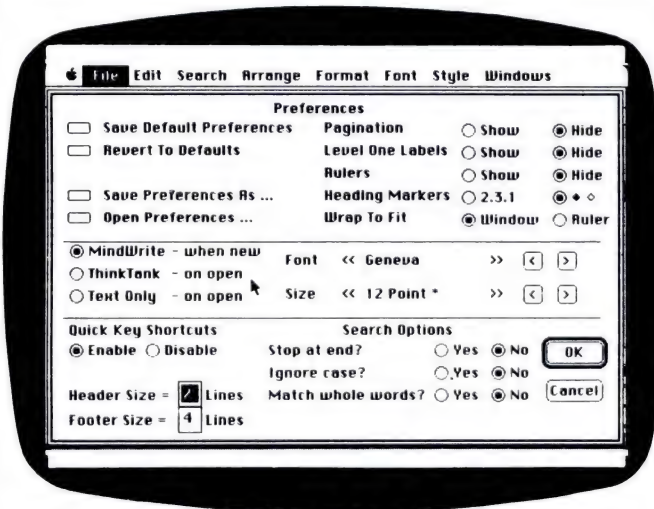 File Edit Search Arrange Format Font Style Windows
Preferences
Save Default Preferences
Revert To Defaults
Save Preferences As ...
Open Preferences ...
Pagination Show Hide
Level One Labels Show Hide
Rulers Show Hide
Heading Markers 2.3.1
Wrap To Fit Window Ruler
MindWrite - when new
ThinkTank - on open
Text Only - on open
Font << Geneva >> < >
Size << 12 Point * >> < >
Quick Key Shortcuts
Enable Disable
Header Size = Lines
Footer Size = 4 Lines
Search Options
Stop at end? Yes No
Ignore case? Yes No
Match whole words? Yes No
OK
Cancel